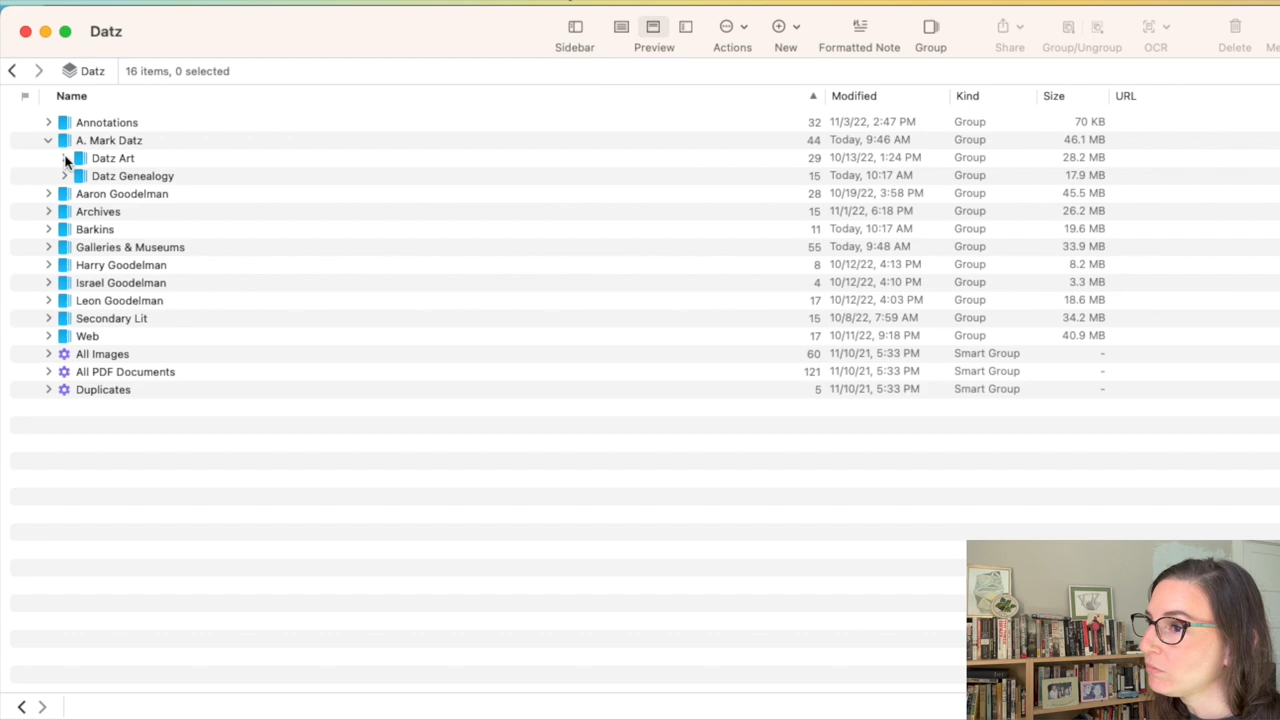 Datz
Sidebar Preview Actions New Formatted Note Group Share Group/Ungroup OCR Delete Me
Datz 16 items, 0 selected
Name Modified Kind Size URL
Annotations 32 11/3/22, 2:47 PM Group 70 KB
A. Mark Datz 44 Today, 9:46 AM Group 46.1 MB
Datz Art 29 10/13/22, 1:24 PM Group 28.2 MB
Datz Genealogy 15 Today, 10:17 AM Group 17.9 MB
Aaron Goodelman 28 10/19/22, 3:58 PM Group 45.5 MB
Archives 15 11/1/22, 6:18 PM Group 26.2 MB
Barkins 11 Today, 10:17 AM Group 19.6 MB
Galleries & Museums 55 Today, 9:48 AM Group 33.9 MB
Harry Goodelman 8 10/12/22, 4:13 PM Group 8.2 MB
Israel Goodelman 4 10/12/22, 4:10 PM Group 3.3 MB
Leon Goodelman 17 10/12/22, 4:03 PM Group 18.6 MB
Secondary Lit 15 10/8/22, 7:59 AM Group 34.2 MB
Web 17 10/11/22, 9:18 PM Group 40.9 MB
All Images 60 11/10/21, 5:33 PM Smart Group -
All PDF Documents 121 11/10/21, 5:33 PM Smart Group -
Duplicates 5 11/10/21, 5:33 PM Smart Group -